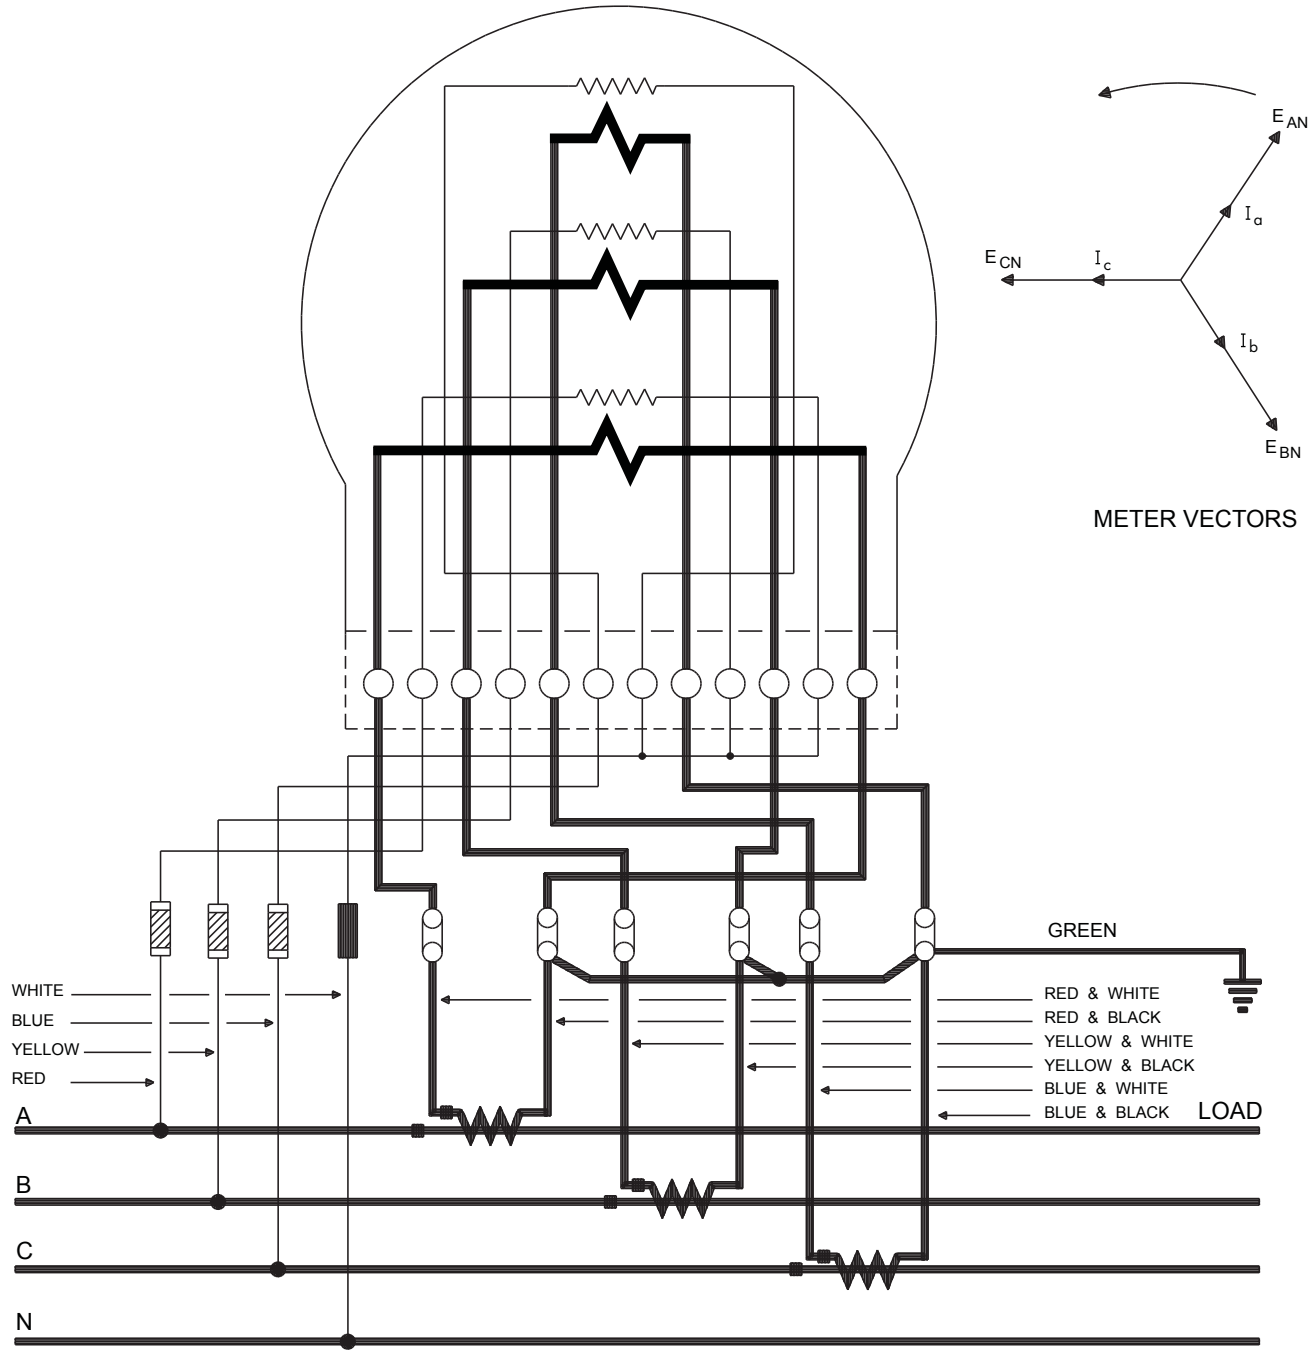 E AN
I a
E CN
I c
I b
E BN
METER VECTORS
GREEN
WHITE
BLUE
YELLOW
RED
RED & WHITE
RED & BLACK
YELLOW & WHITE
YELLOW & BLACK
BLUE & WHITE
BLUE & BLACK
LOAD
A
B
C
N